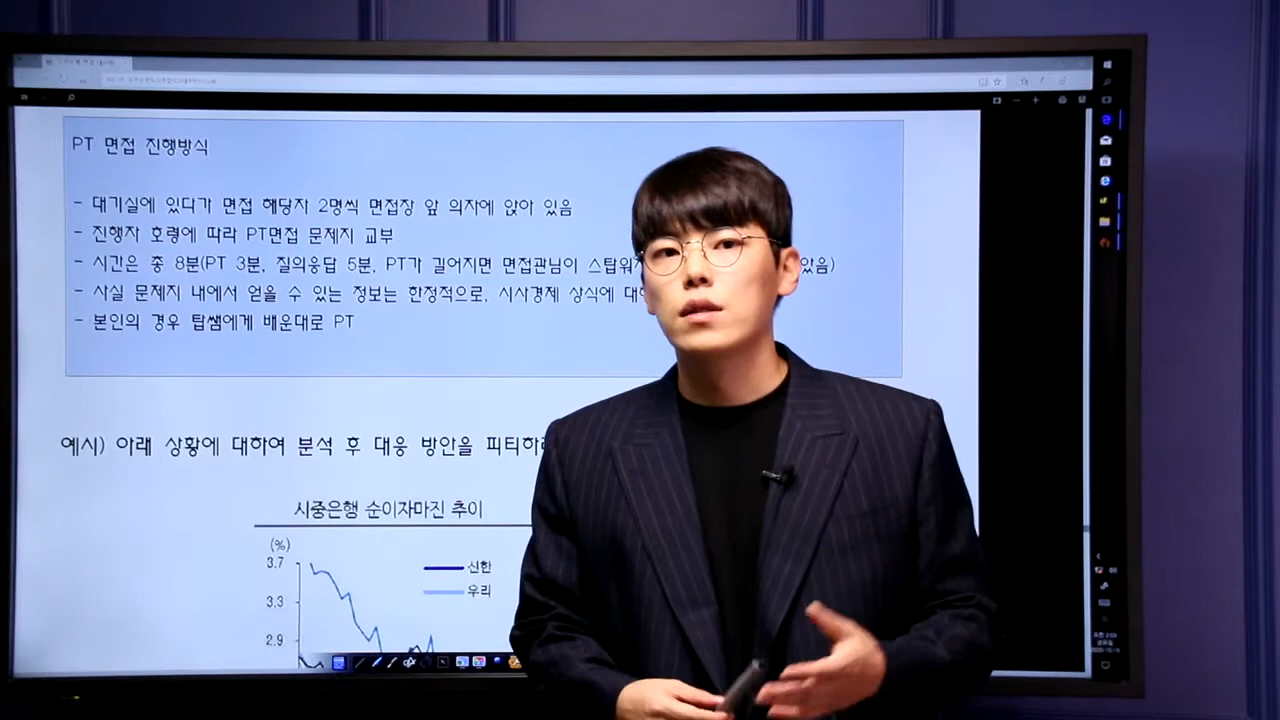 PT 면접 진행방식
- 대기실에 있다가 면접 해당자 2명씩 면접장 앞 의자에 앉아 있음
- 진행자 호령에 따라 PT면접 문제지 교부
- 시간은 총 8분(PT 3분, 질의응답 5분, PT가 길어지면 면접관님이 스탑워
- 사실 문제지 내에서 얻을 수 있는 정보는 한정적으로, 시사경제 상식에
- 본인의 경우 탑쌤에게 배운대로 PT
예시) 아래 상황에 대하여 분석 후 대응 방안을 피티하
시중은행 순이자마진 추이
(%)
3.7
신한
우리
3.3
2.9